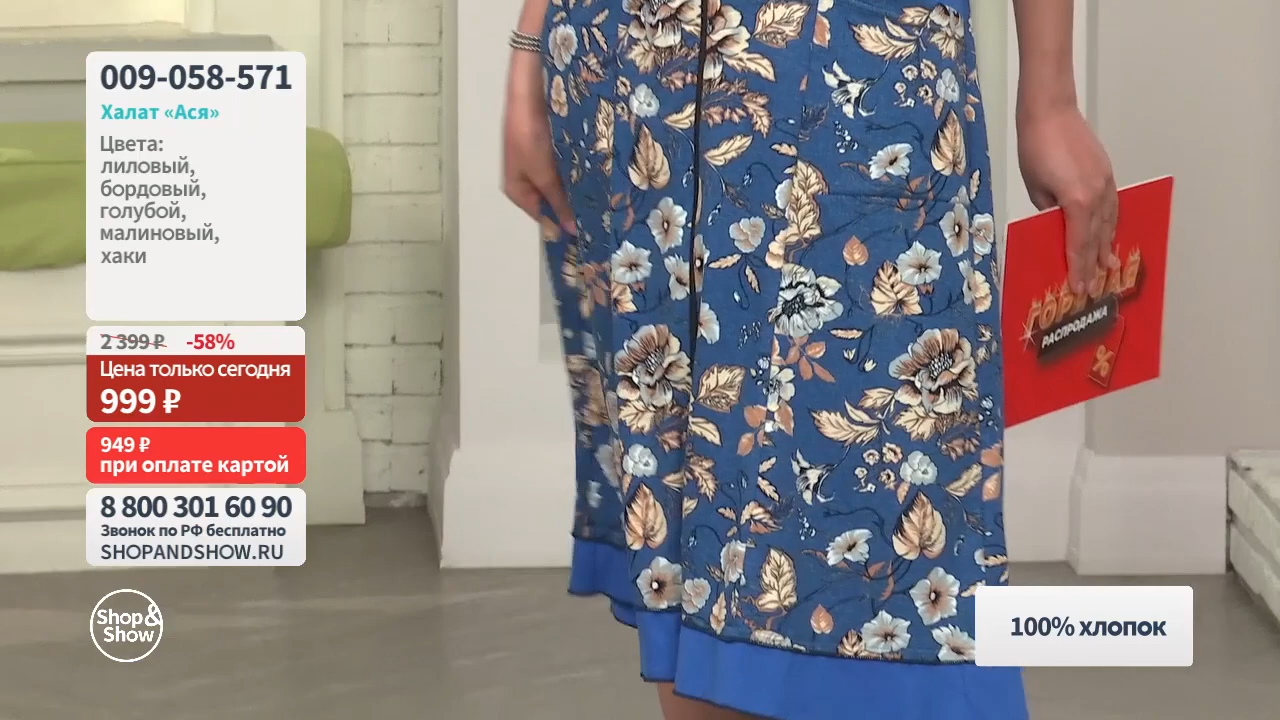 009-058-571
Халат «Ася»
Цвета:
лиловый,
бордовый,
голубой,
малиновый,
хаки
2 399 ₽ -58%
Цена только сегодня
999 ₽
949 ₽
при оплате картой
8 800 301 60 90
Звонок по РФ бесплатно
SHOPANDSHOW.RU
Shop&
Show
РАСПРОДАЖА
%
100% хлопок